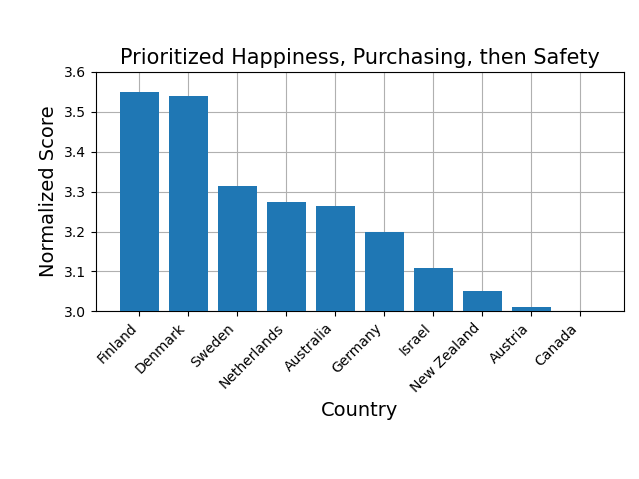 Prioritized Happiness, Purchasing, then Safety
Normalized Score
3.6
3.5
3.4
3.3
3.2
3.1
3.0
Finland
Denmark
Sweden
Netherlands
Australia
Germany
Israel
New Zealand
Austria
Canada
Country